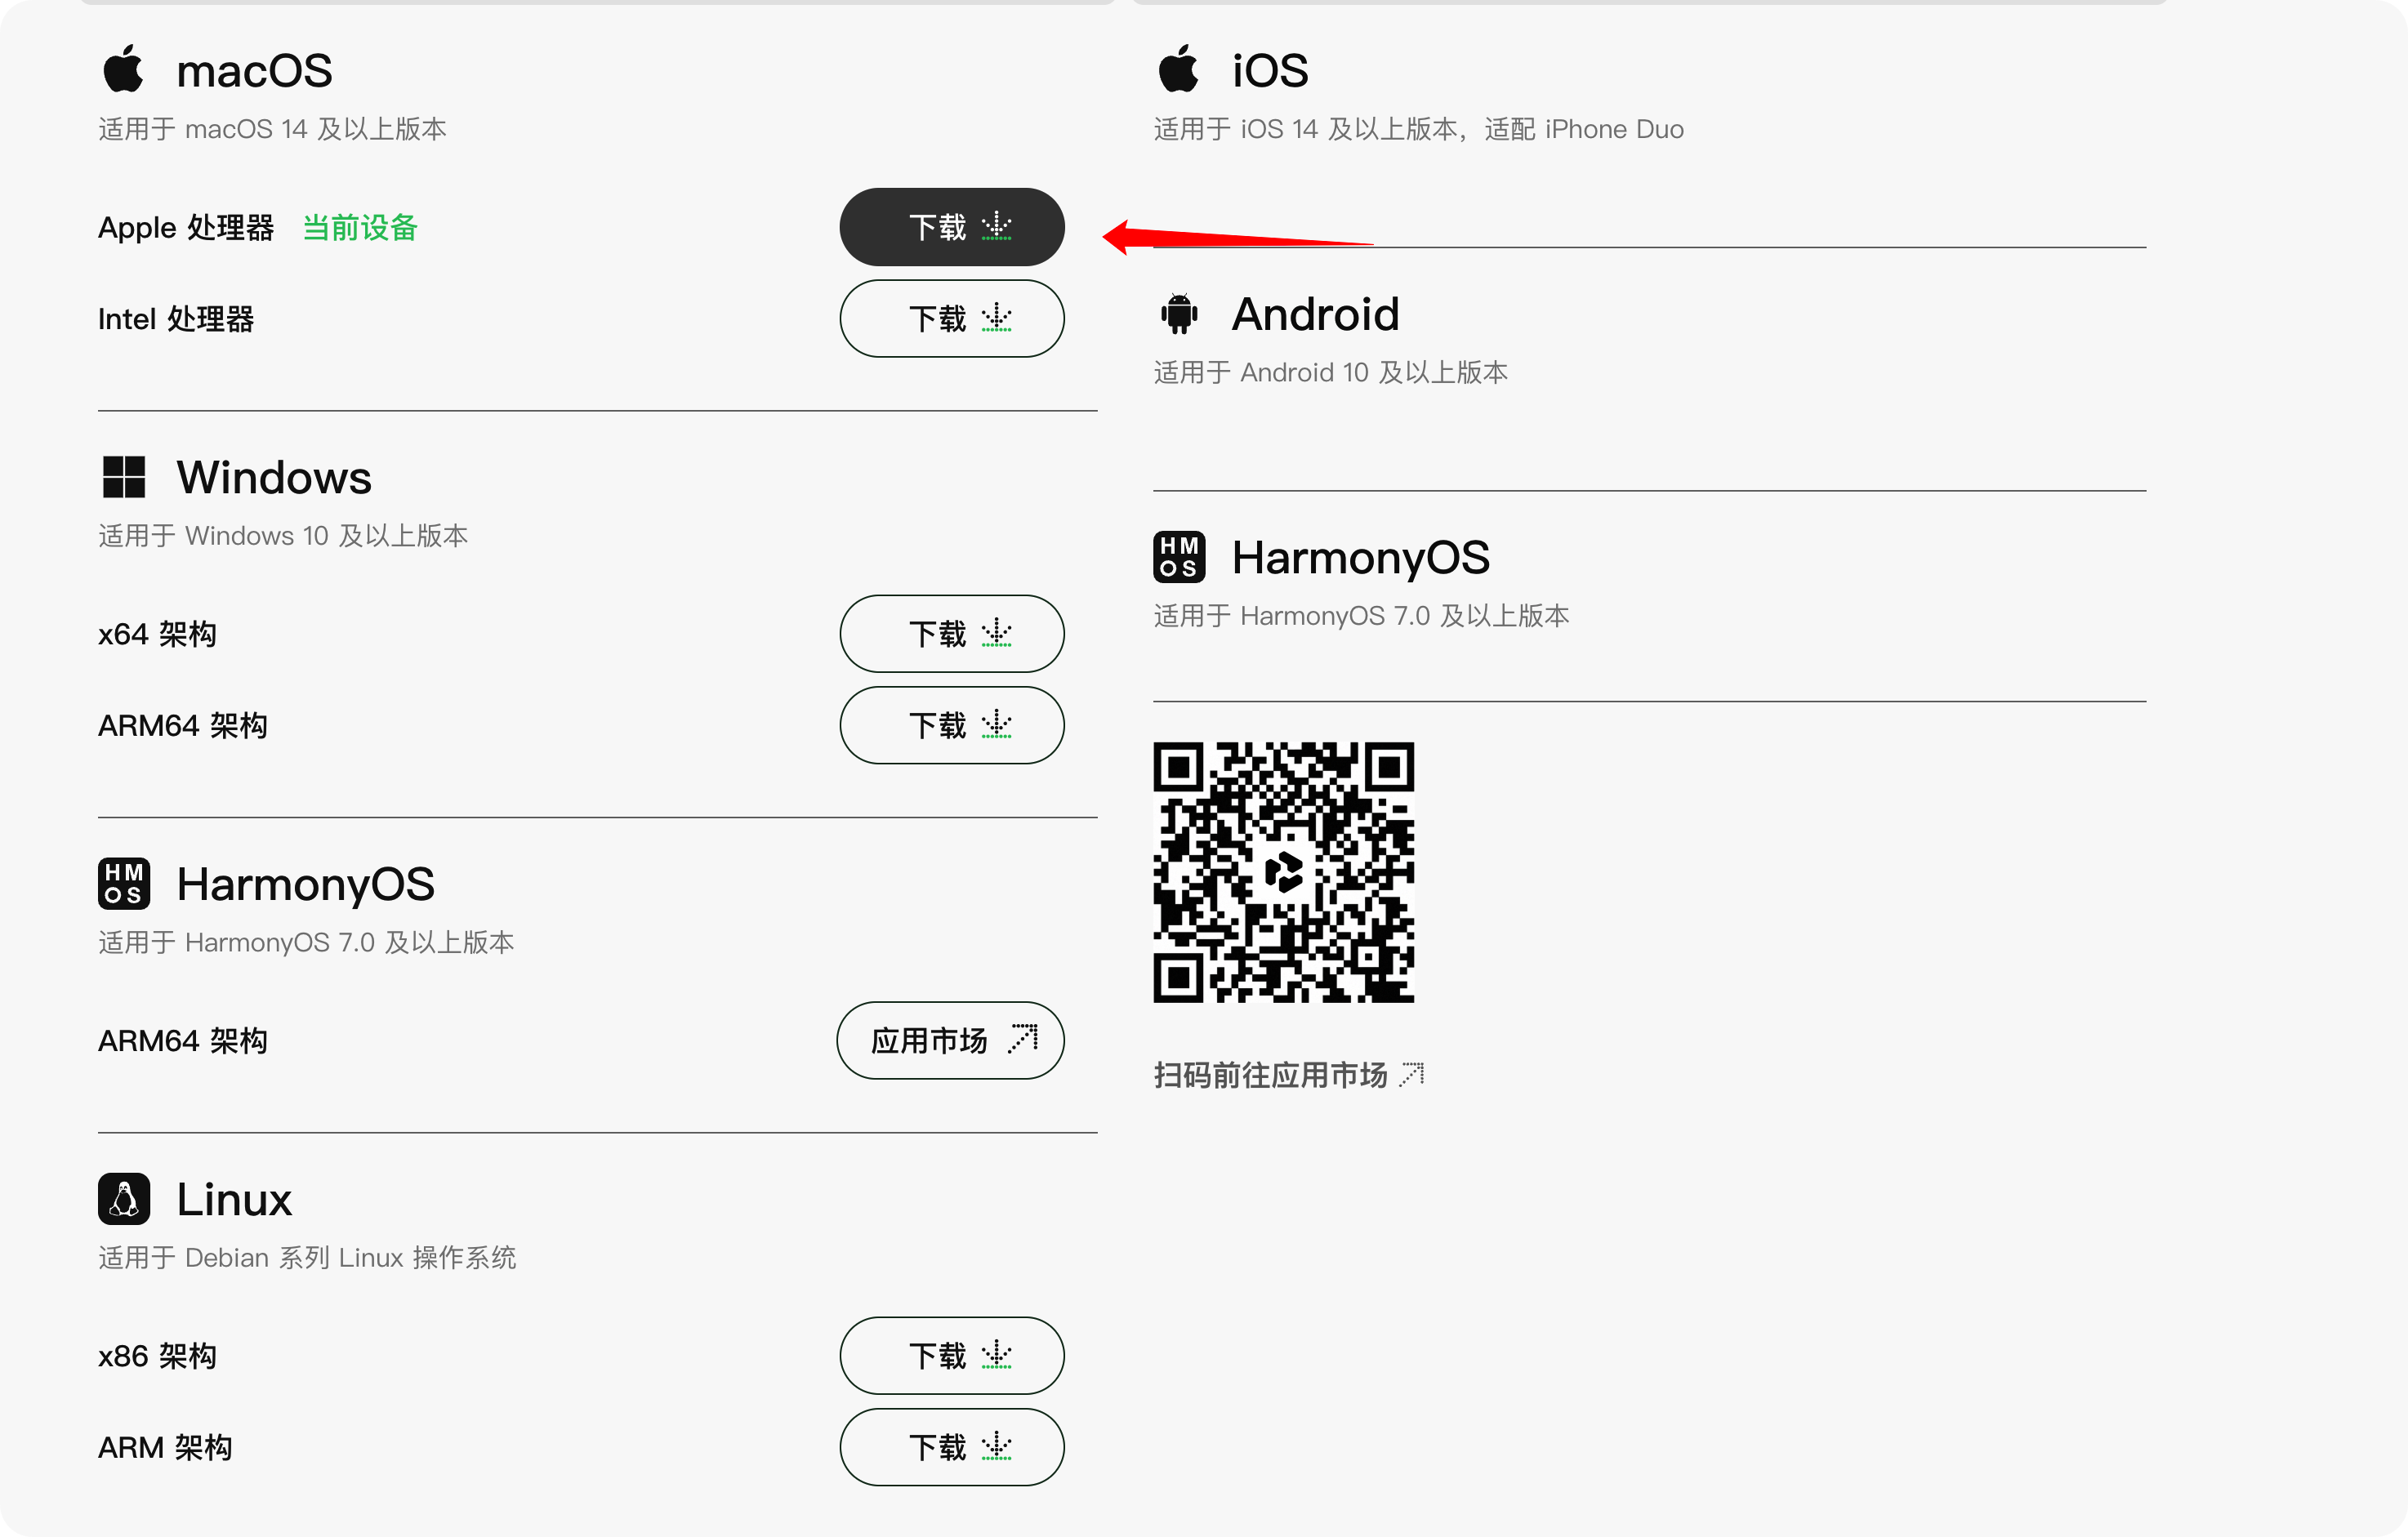 macOS
适用于 macOS 14 及以上版本
Apple 处理器 当前设备
下载
Intel 处理器
下载
Windows
适用于 Windows 10 及以上版本
x64 架构
下载
ARM64 架构
下载
HM
OS
HarmonyOS
适用于 HarmonyOS 7.0 及以上版本
ARM64 架构
应用市场
Linux
适用于 Debian 系列 Linux 操作系统
x86 架构
下载
ARM 架构
下载
iOS
适用于 iOS 14 及以上版本，适配 iPhone Duo
Android
适用于 Android 10 及以上版本
HM
OS
HarmonyOS
适用于 HarmonyOS 7.0 及以上版本
扫码前往应用市场